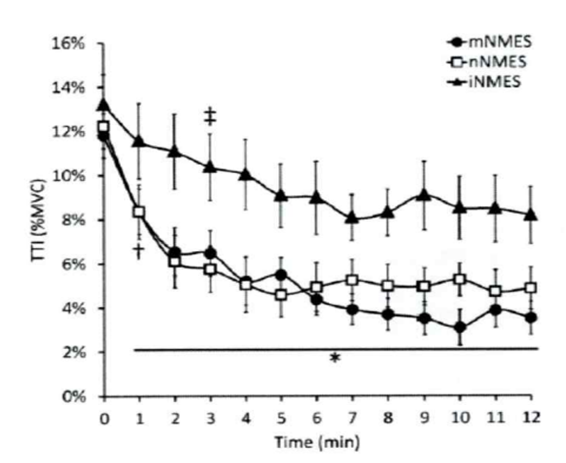 16%
14%
12%
10%
8%
6%
4%
2%
0%
TTI (%MVC)
mNMES
nNMES
iNMES
‡
†
*
0 1 2 3 4 5 6 7 8 9 10 11 12
Time (min)